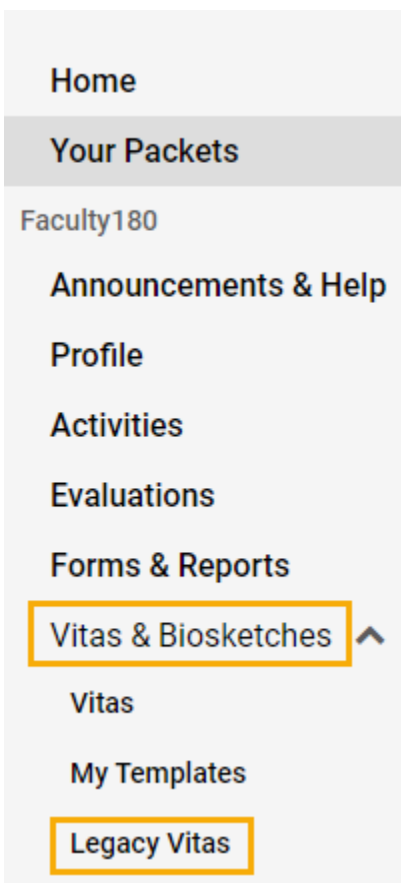 Home
Your Packets
Faculty180
Announcements & Help
Profile
Activities
Evaluations
Forms & Reports
Vitas & Biosketches
Vitas
My Templates
Legacy Vitas